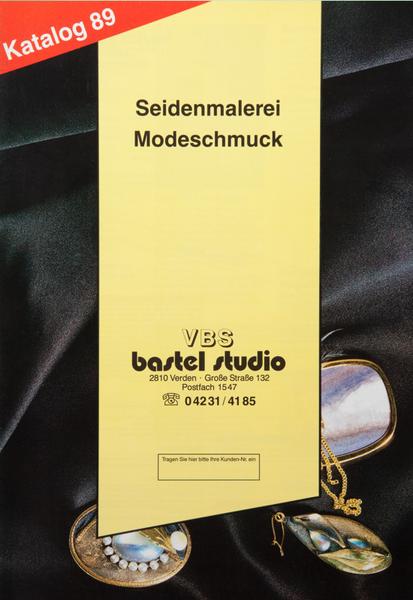 Katalog 89
Seidenmalerei
Modeschmuck
VBS
bastel studio
2810 Verden · Große Straße 132
Postfach 1547
☏ 04231/4185
Tragen Sie hier bitte Ihre Kunden-Nr. ein